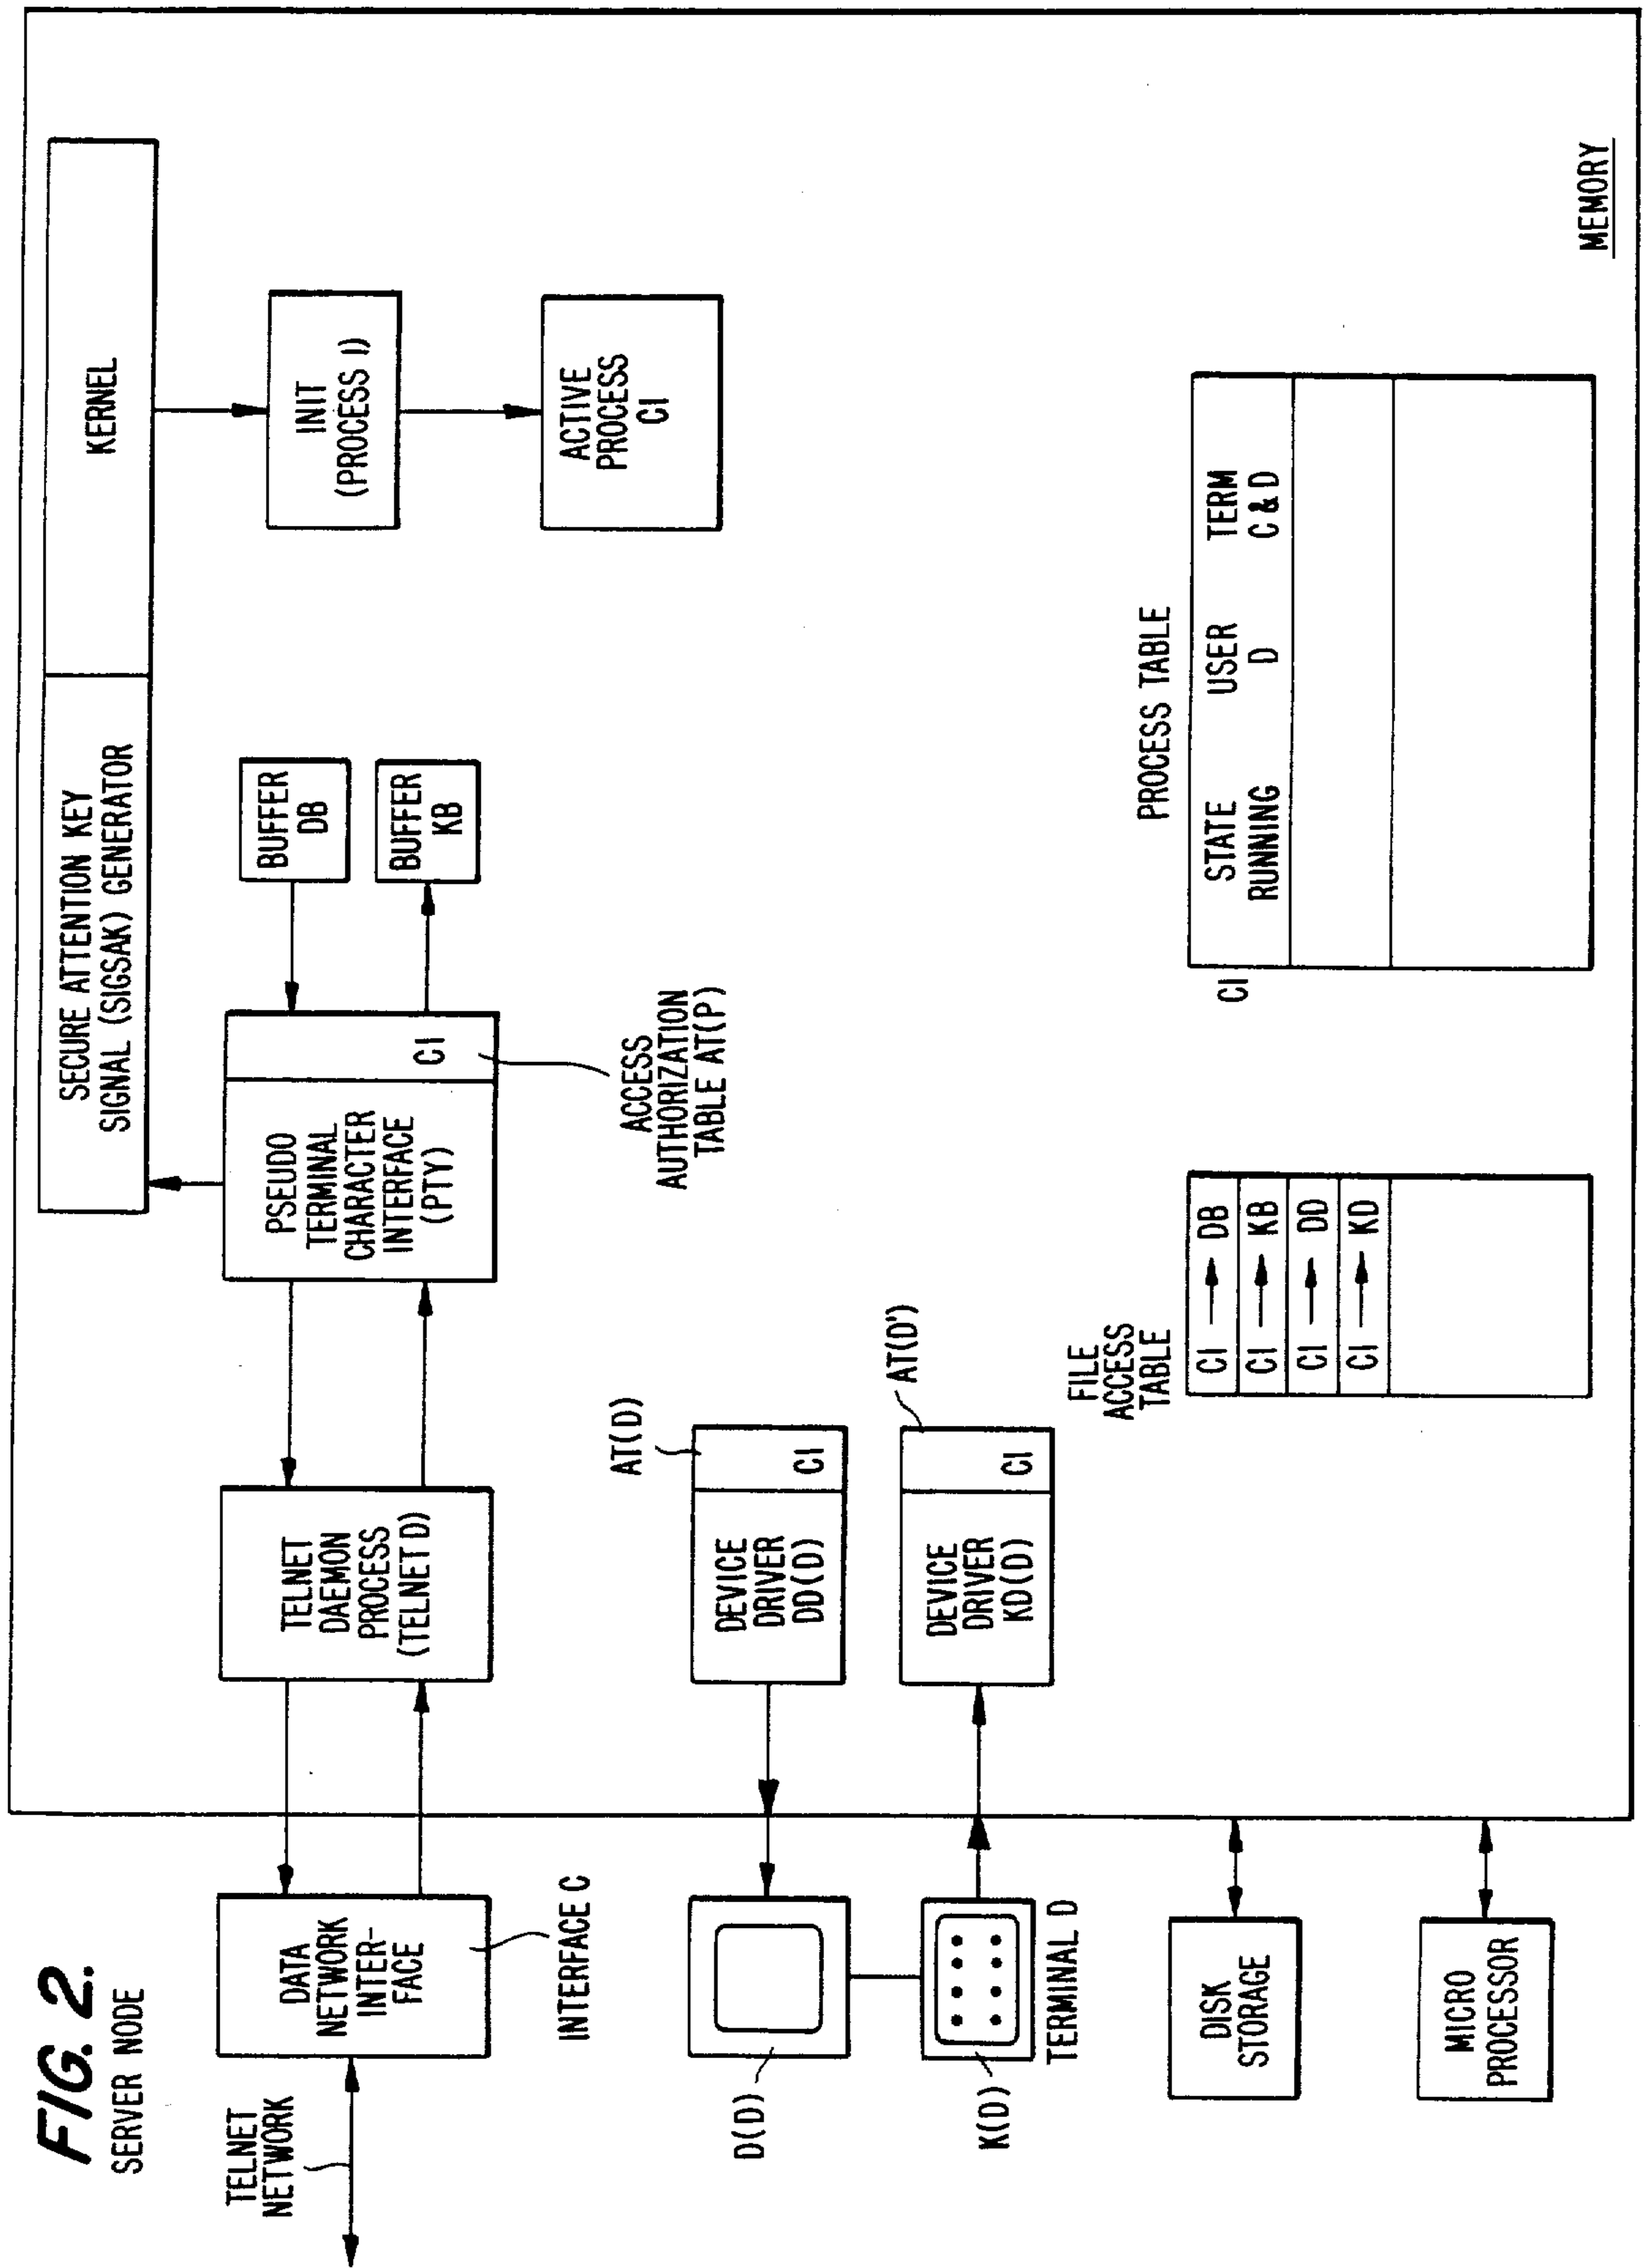 FIG. 2.
SERVER NODE
TELNET
NETWORK
DATA
NETWORK
INTER-
FACE
INTERFACE C
TELNET
DAEMON
PROCESS
(TELNET D)
PSEUDO
TERMINAL
CHARACTER
INTERFACE
(PTY)
CI
ACCESS
AUTHORIZATION
TABLE AT(P)
BUFFER
DB
BUFFER
KB
SECURE ATTENTION KEY
SIGNAL (SIGSAK) GENERATOR
KERNEL
INIT
(PROCESS I)
ACTIVE
PROCESS
CI
D(D)
K(D)
TERMINAL D
DEVICE
DRIVER
DD(D)
CI
AT(D)
DEVICE
DRIVER
KD(D)
CI
AT(D')
DISK
STORAGE
MICRO
PROCESSOR
FILE
ACCESS
TABLE
CI → DB
CI → KB
CI → DD
CI → KD
PROCESS TABLE
CI
STATE USER TERM
RUNNING D C & D
MEMORY